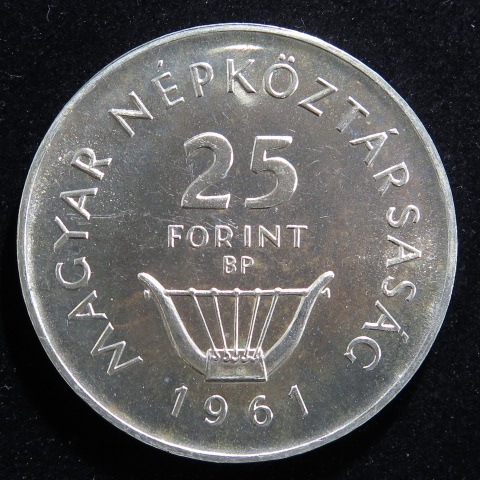 MAGYAR NÉPKÖZTÁRSASÁG
25
FORINT
BP
1961